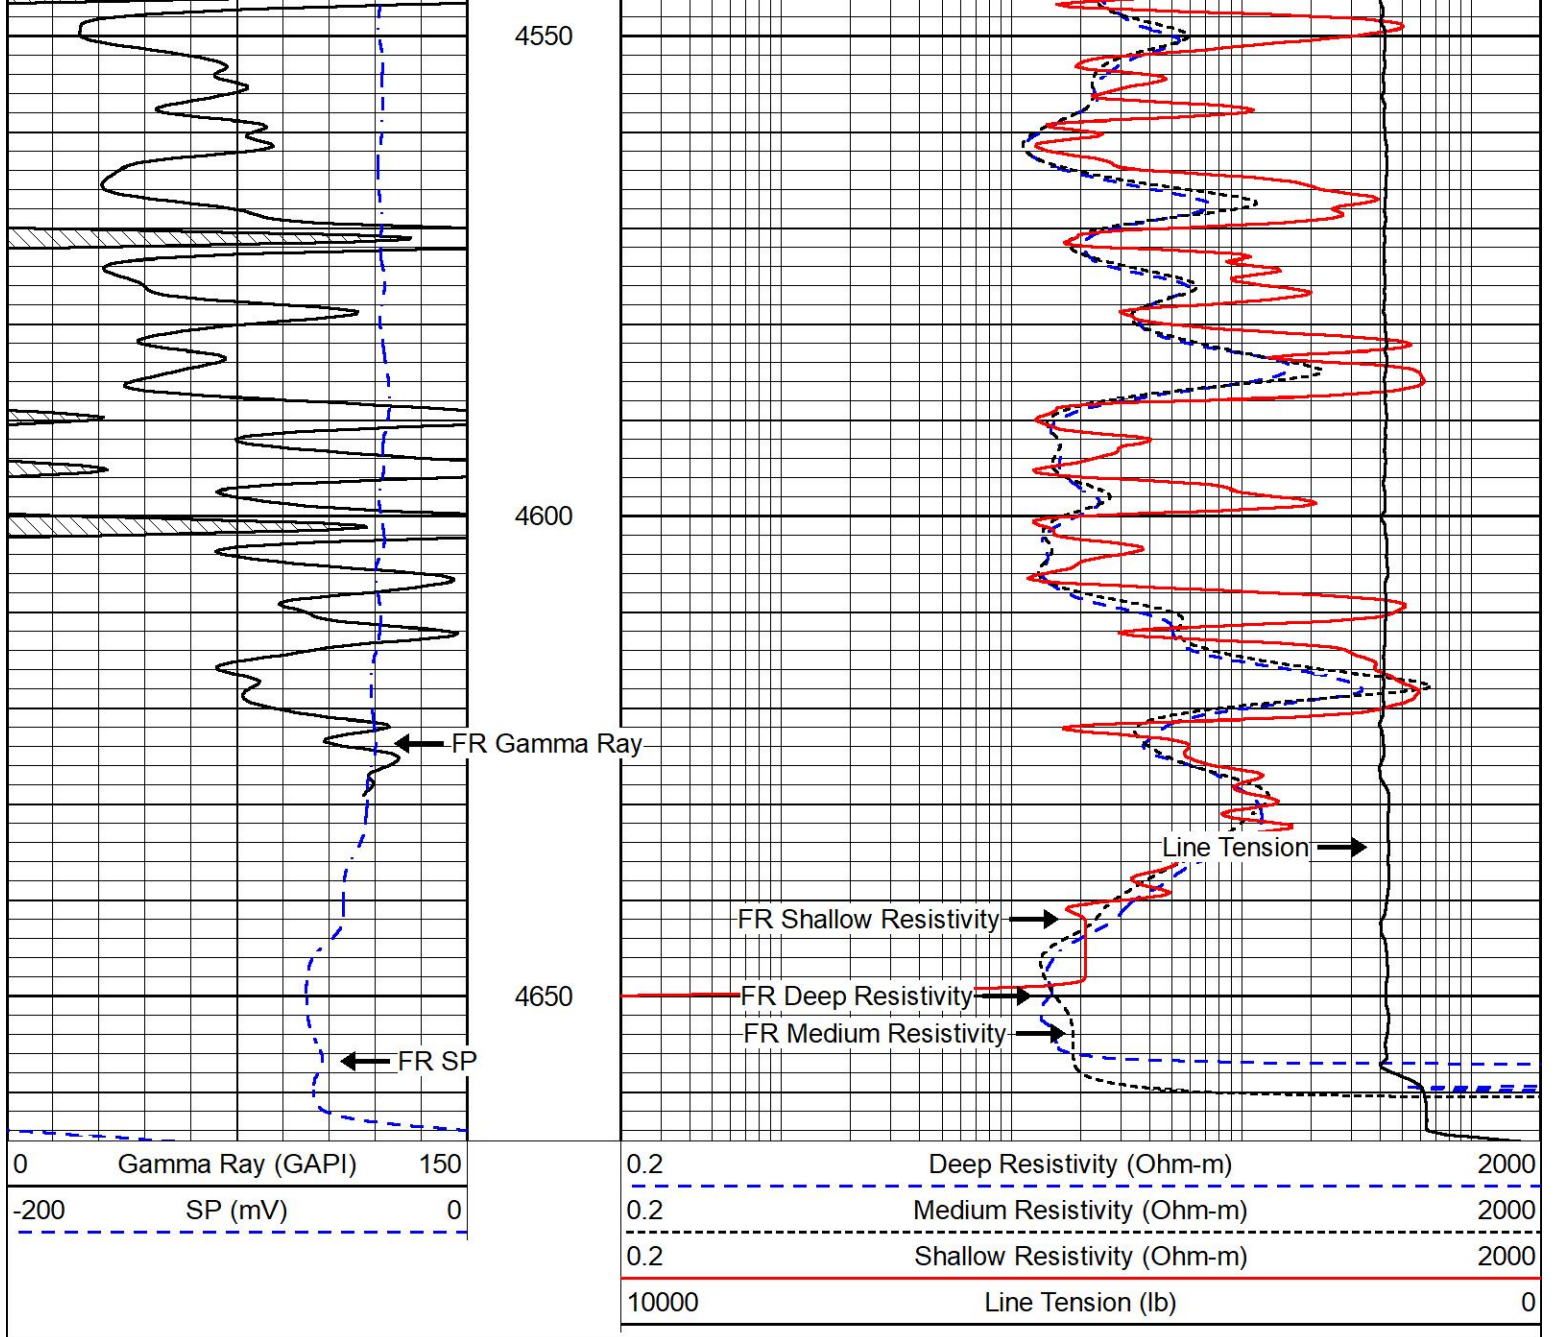 4550
4600
FR Gamma Ray
Line Tension
FR Shallow Resistivity
4650
FR Deep Resistivity
FR Medium Resistivity
FR SP
0 Gamma Ray (GAPI) 150
-200 SP (mV) 0
0.2 Deep Resistivity (Ohm-m) 2000
0.2 Medium Resistivity (Ohm-m) 2000
0.2 Shallow Resistivity (Ohm-m) 2000
10000 Line Tension (lb) 0